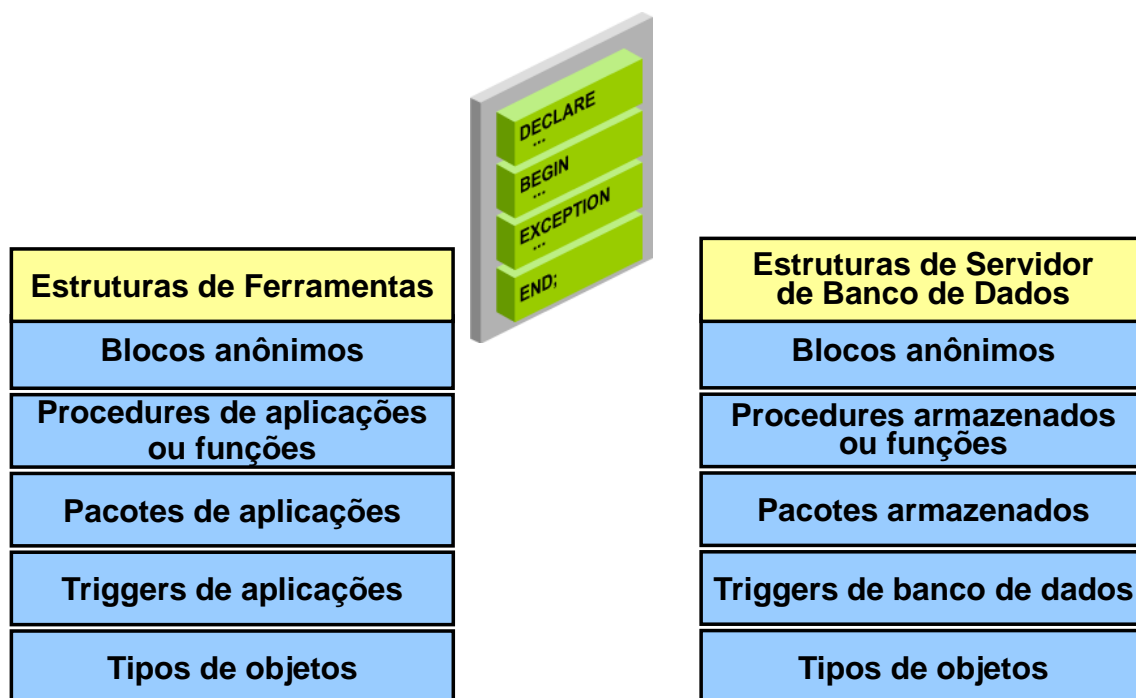 DECLARE
...
BEGIN
...
EXCEPTION
...
END;
Estruturas de Ferramentas
Blocos anônimos
Procedures de aplicações
ou funções
Pacotes de aplicações
Triggers de aplicações
Tipos de objetos
Estruturas de Servidor
de Banco de Dados
Blocos anônimos
Procedures armazenados
ou funções
Pacotes armazenados
Triggers de banco de dados
Tipos de objetos